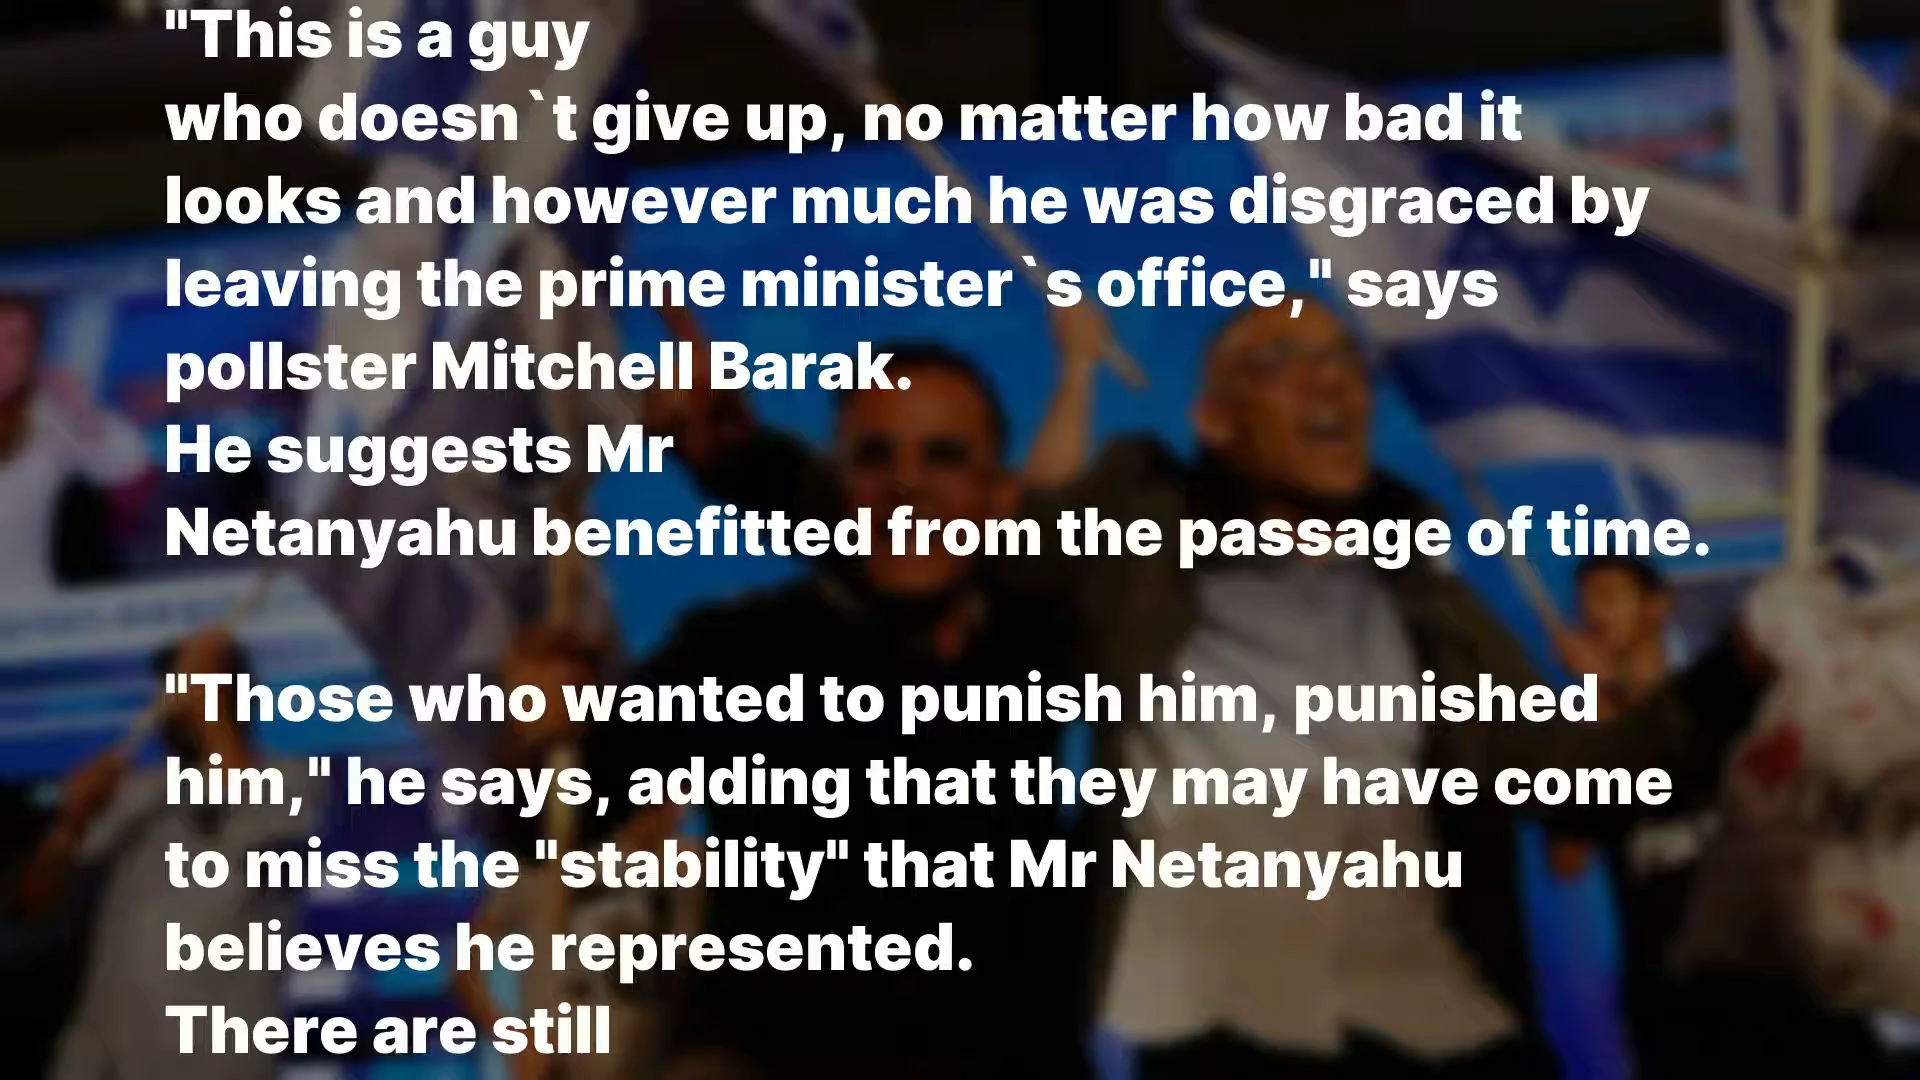 "This is a guy
who doesn`t give up, no matter how bad it
looks and however much he was disgraced by
leaving the prime minister`s office," says
pollster Mitchell Barak.
He suggests Mr
Netanyahu benefitted from the passage of time.
"Those who wanted to punish him, punished
him," he says, adding that they may have come
to miss the "stability" that Mr Netanyahu
believes he represented.
There are still